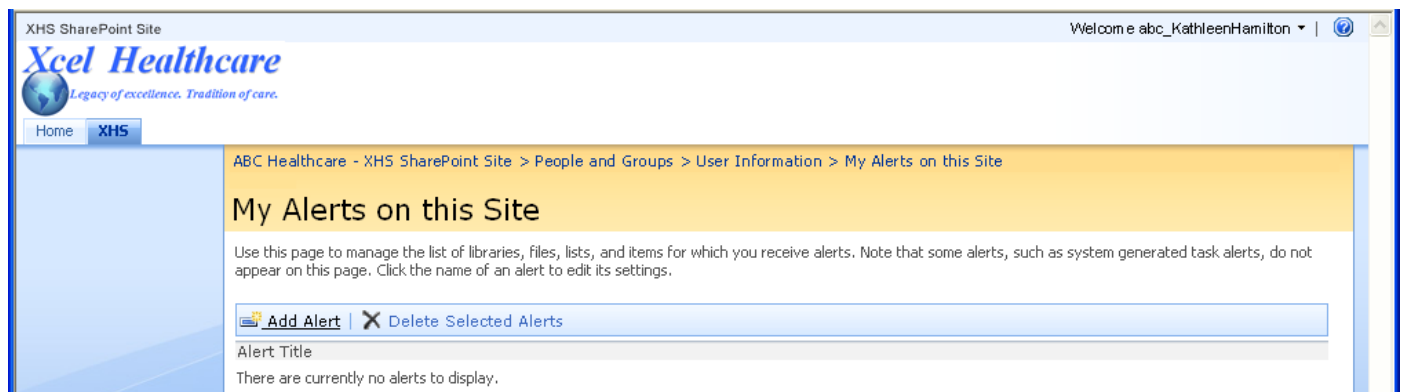 XHS SharePoint Site
Welcome abc_KathleenHamilton
Xcel Healthcare
Legacy of excellence. Tradition of care.
Home XHS
ABC Healthcare - XHS SharePoint Site > People and Groups > User Information > My Alerts on this Site
My Alerts on this Site
Use this page to manage the list of libraries, files, lists, and items for which you receive alerts. Note that some alerts, such as system generated task alerts, do not
appear on this page. Click the name of an alert to edit its settings.
Add Alert | Delete Selected Alerts
Alert Title
There are currently no alerts to display.